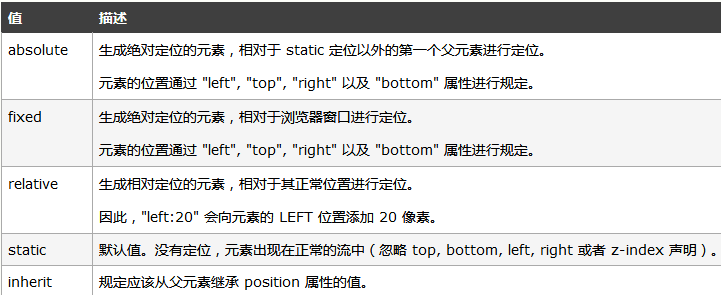 值 描述
absolute 生成绝对定位的元素，相对于 static 定位以外的第一个父元素进行定位。
元素的位置通过 "left", "top", "right" 以及 "bottom" 属性进行规定。
fixed 生成绝对定位的元素，相对于浏览器窗口进行定位。
元素的位置通过 "left", "top", "right" 以及 "bottom" 属性进行规定。
relative 生成相对定位的元素，相对于其正常位置进行定位。
因此，"left:20" 会向元素的 LEFT 位置添加 20 像素。
static 默认值。没有定位，元素出现在正常的流中（忽略 top, bottom, left, right 或者 z-index 声明）。
inherit 规定应该从父元素继承 position 属性的值。